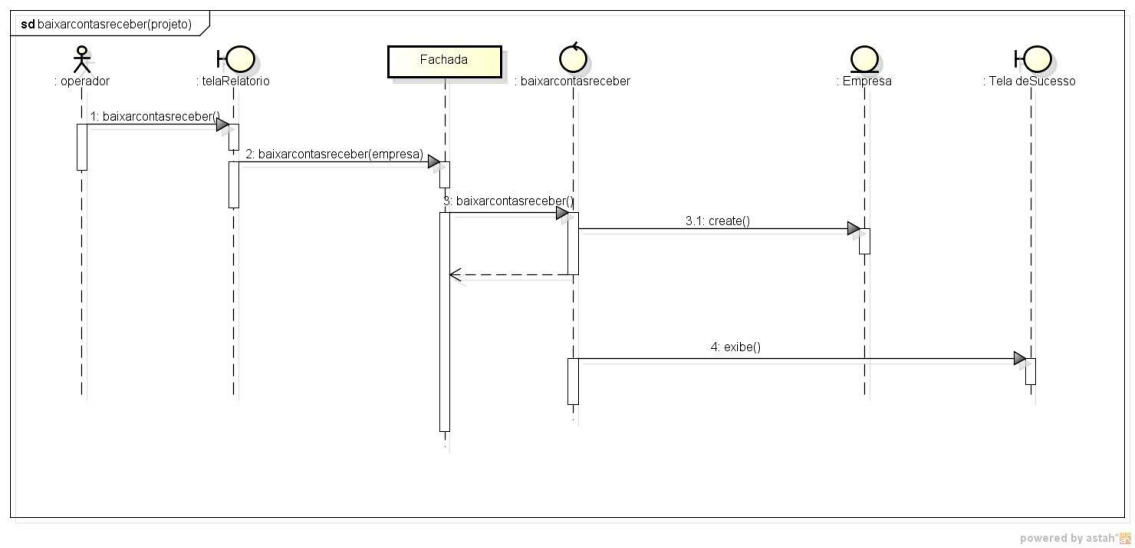 sd baixarcontasreceber(projeto)
: operador
: telaRelatorio
Fachada
: baixarcontasreceber
: Empresa
: Tela deSucesso
1: baixarcontasreceber()
2: baixarcontasreceber(empresa)
3: baixarcontasreceber()
3.1: create()
4: exibe()
powered by astah*